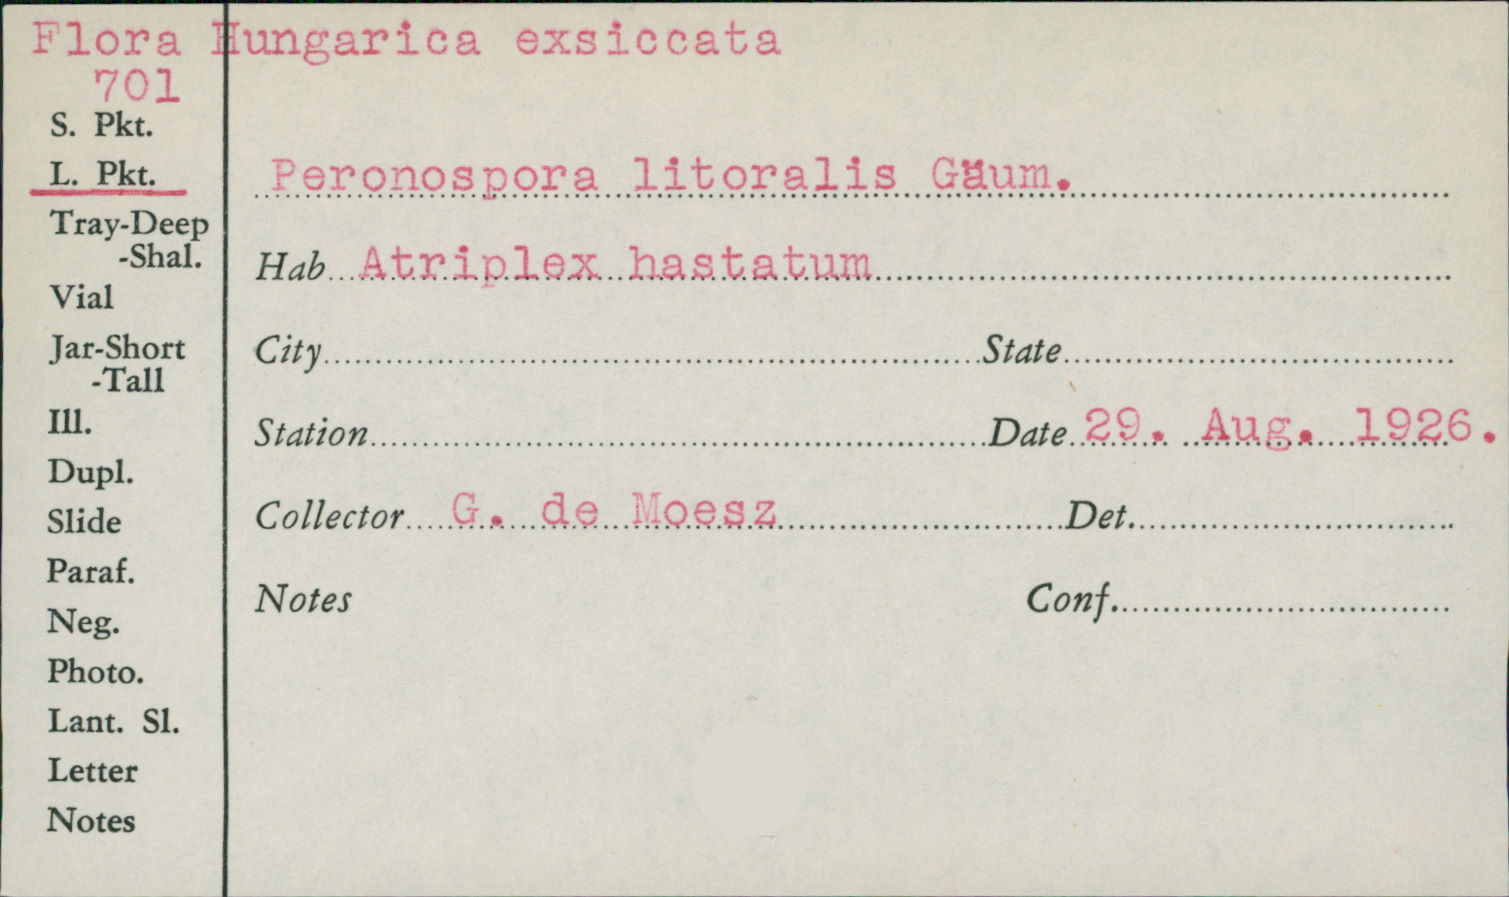 Flora Hungarica exsiccata
701
S. Pkt.
L. Pkt.
Tray-Deep
-Shal.
Vial
Jar-Short
-Tall
Ill.
Dupl.
Slide
Paraf.
Neg.
Photo.
Lant. Sl.
Letter
Notes
Peronospora litoralis Gäum.
Hab. Atriplex hastatum
City State
Station Date 29. Aug. 1926.
Collector G. de Moesz Det.
Notes Conf.